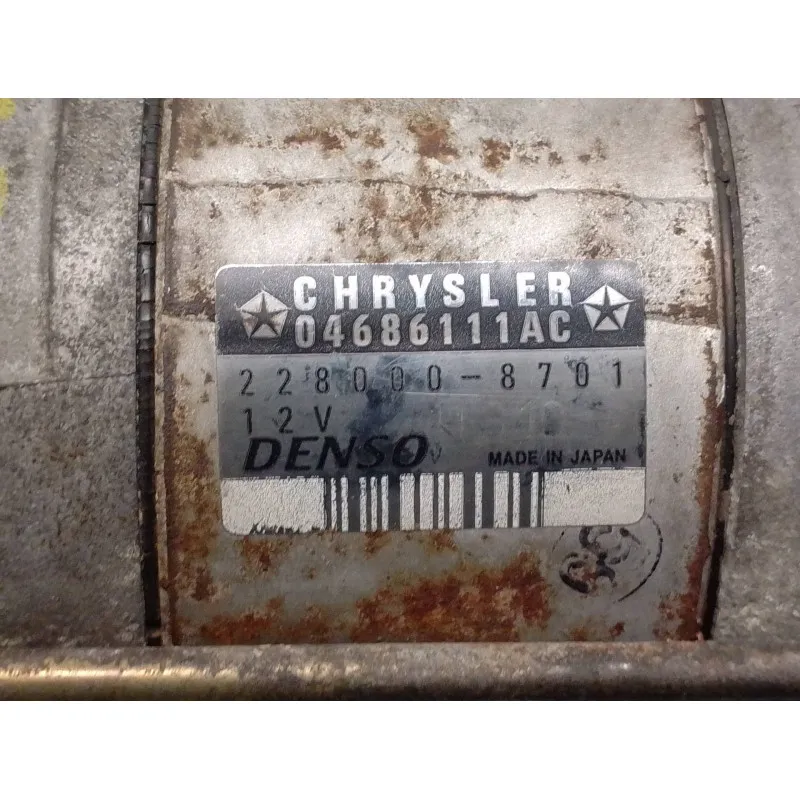 CHRYSLER
04686111AC
228000-8701
12V
DENSO MADE IN JAPAN